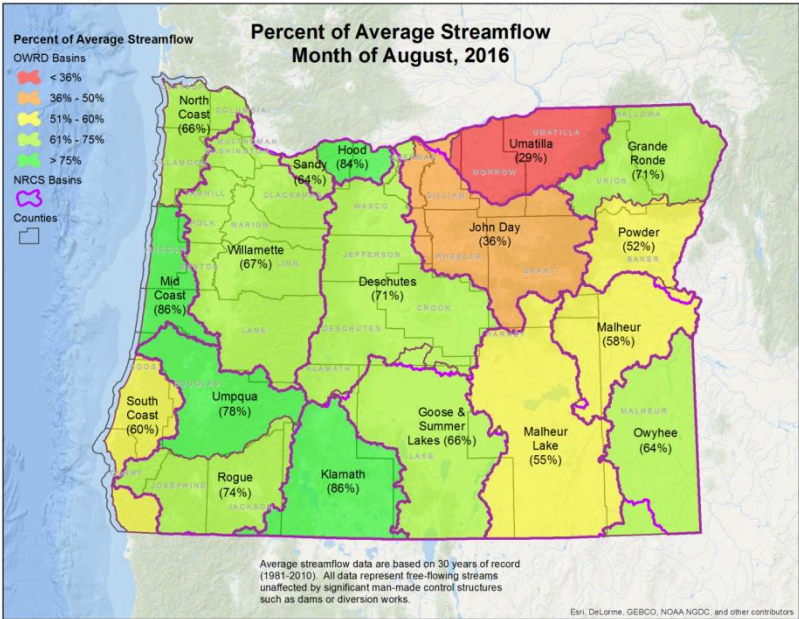 Percent of Average Streamflow
Month of August, 2016
Percent of Average Streamflow
OWRD Basins
< 36%
36% - 50%
51% - 60%
61% - 75%
> 75%
NRCS Basins
Counties
North
Coast
(66%)
COLUMBIA
WASHINGTON
MULTNOMAH
Sandy
(64%)
Hood
(84%)
Umatilla
(29%)
UMATILLA
MORROW
WALLOWA
Grande
Ronde
(71%)
UNION
TILLAMOOK
CLACKAMAS
WASCO
GILLIAM
John Day
(36%)
WHEELER
GRANT
Powder
(52%)
BAKER
POLK
MARION
Willamette
(67%)
LINN
JEFFERSON
Deschutes
(71%)
CROOK
DESCHUTES
Mid
Coast
(86%)
LINCOLN
BENTON
LANE
Malheur
(58%)
HARNEY
KLAMATH
COOS
DOUGLAS
South
Coast
(60%)
Umpqua
(78%)
Goose &
Summer
Lakes (66%)
LAKE
Malheur
Lake
(55%)
MALHEUR
Owyhee
(64%)
CURRY
JOSEPHINE
Rogue
(74%)
JACKSON
Klamath
(86%)
Average streamflow data are based on 30 years of record
(1981-2010). All data represent free-flowing streams
unaffected by significant man-made control structures
such as dams or diversion works.
Esri, DeLorme, GEBCO, NOAA NGDC, and other contributors